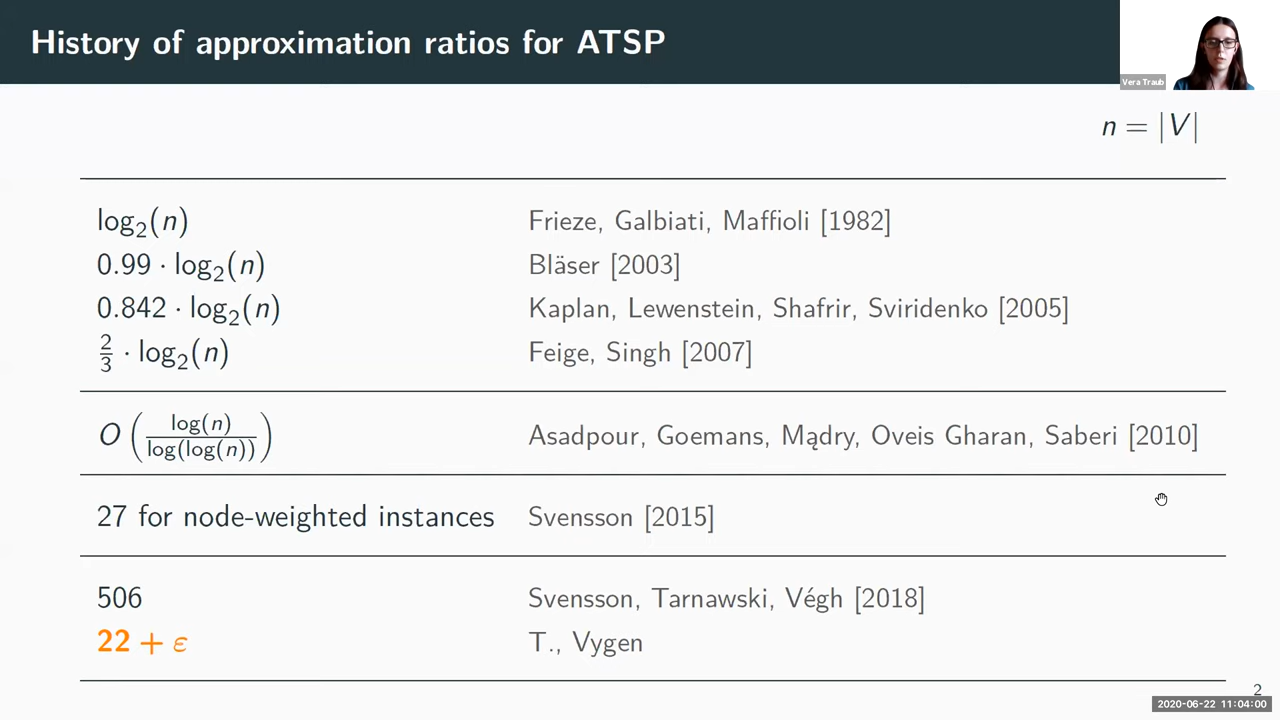 History of approximation ratios for ATSP
Vera Traub
n = |V|
log₂(n) Frieze, Galbiati, Maffioli [1982]
0.99 · log₂(n) Bläser [2003]
0.842 · log₂(n) Kaplan, Lewenstein, Shafrir, Sviridenko [2005]
2/3 · log₂(n) Feige, Singh [2007]
O(log(n)/log(log(n))) Asadpour, Goemans, Mądry, Oveis Gharan, Saberi [2010]
27 for node-weighted instances Svensson [2015]
506 Svensson, Tarnawski, Végh [2018]
22 + ε T., Vygen
2
2020-06-22 11:04:00